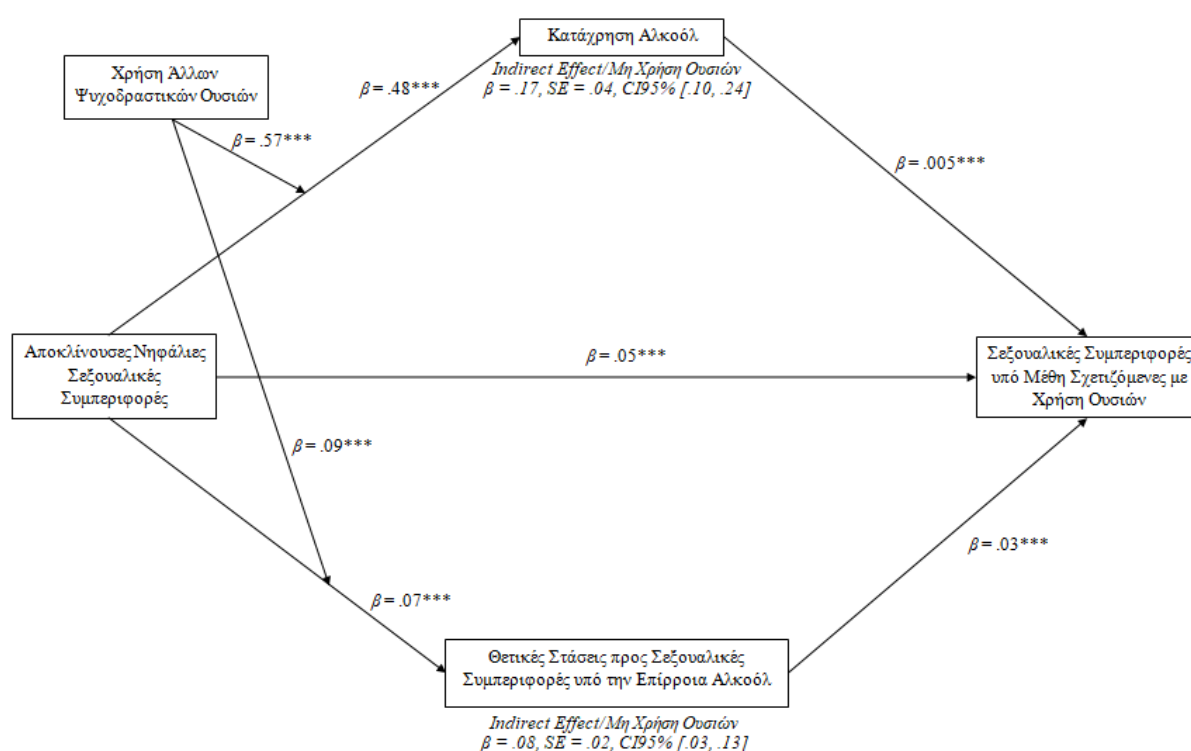 Κατάχρηση Αλκοόλ
Indirect Effect/Μη Χρήση Ουσιών
β = .17, SE = .04, CI95% [.10, .24]
Χρήση Άλλων
Ψυχοδραστικών Ουσιών
β = .48***
β = .57***
β = .005***
Αποκλίνουσες Νηφάλιες
Σεξουαλικές
Συμπεριφορές
β = .05***
Σεξουαλικές Συμπεριφορές
υπό Μέθη Σχετιζόμενες με
Χρήση Ουσιών
β = .09***
β = .03***
β = .07***
Θετικές Στάσεις προς Σεξουαλικές
Συμπεριφορές υπό την Επίρροια Αλκοόλ
Indirect Effect/Μη Χρήση Ουσιών
β = .08, SE = .02, CI95% [.03, .13]